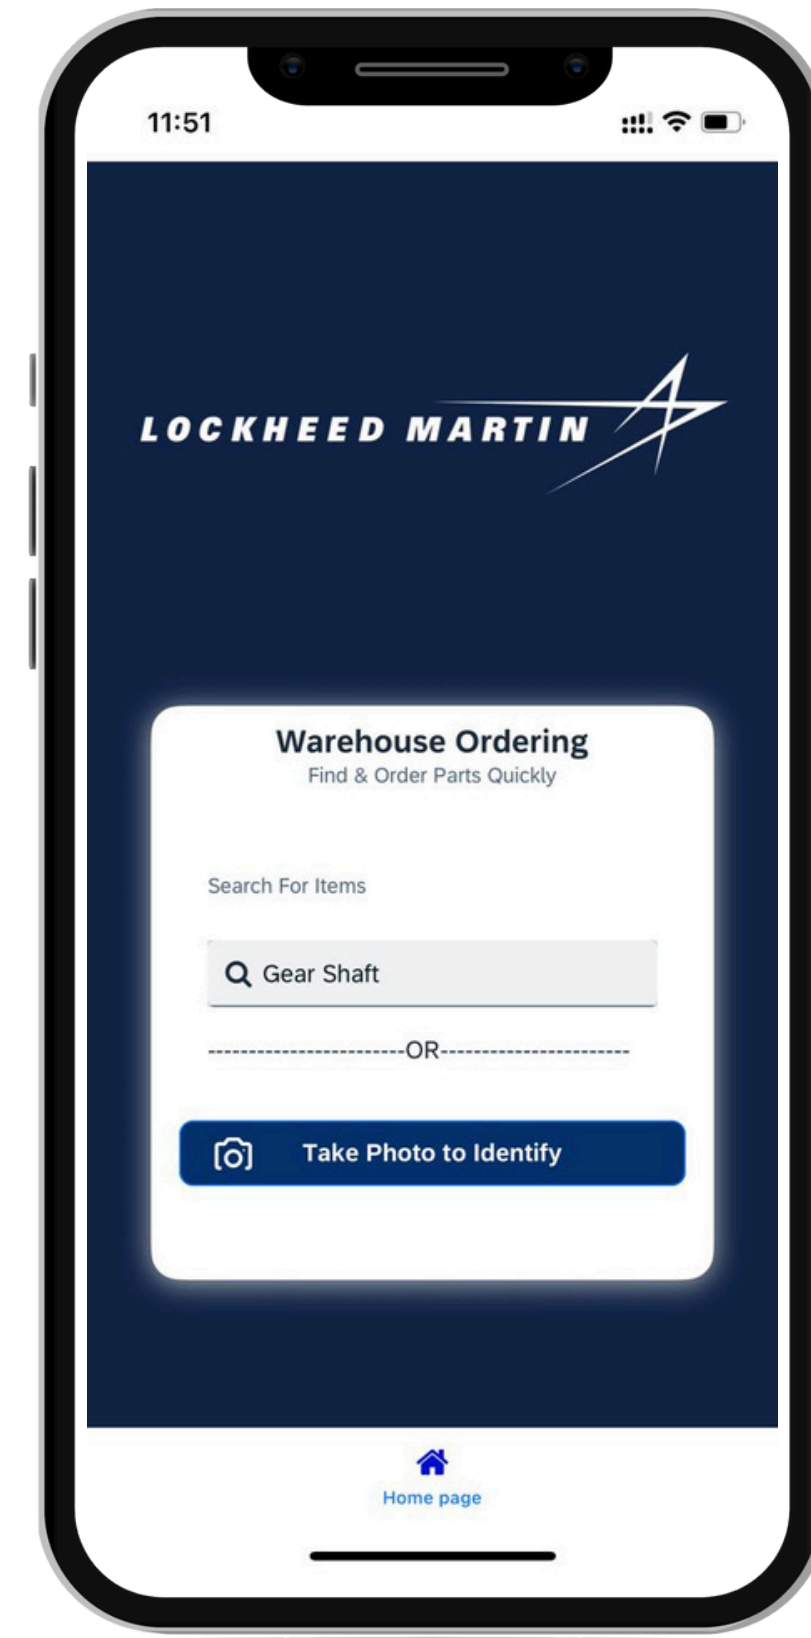 11:51
LOCKHEED MARTIN
Warehouse Ordering
Find & Order Parts Quickly
Search For Items
Gear Shaft
-----------------------OR----------------------
Take Photo to Identify
Home page